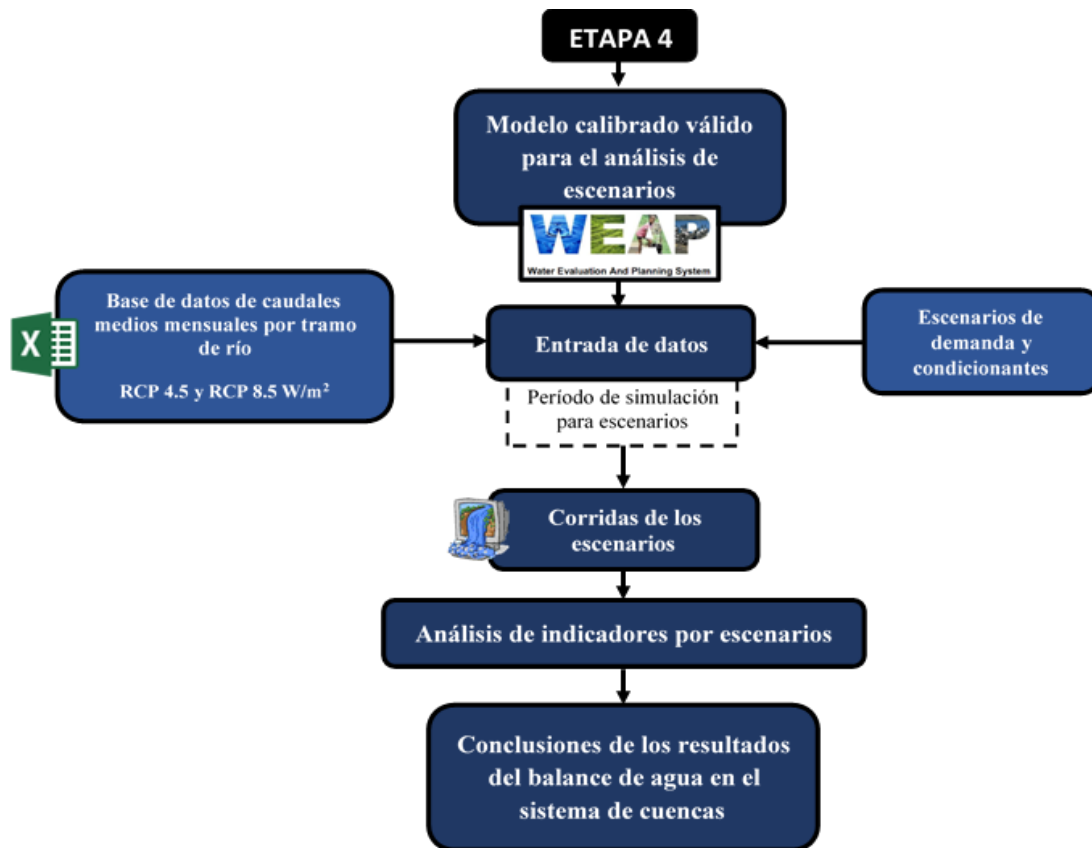 ETAPA 4
Modelo calibrado válido
para el análisis de
escenarios
WEAP
Water Evaluation And Planning System
Base de datos de caudales
medios mensuales por tramo
de río
RCP 4.5 y RCP 8.5 W/m²
X
Entrada de datos
Escenarios de
demanda y
condicionantes
Período de simulación
para escenarios
Corridas de los
escenarios
Análisis de indicadores por escenarios
Conclusiones de los resultados
del balance de agua en el
sistema de cuencas